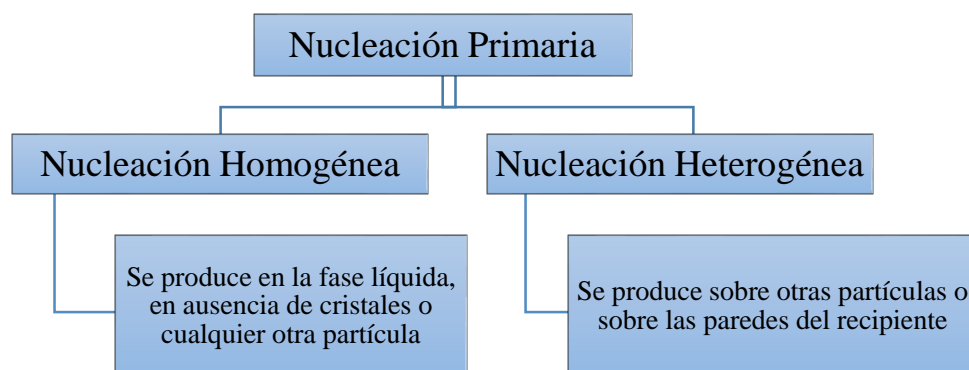 Nucleación Primaria
Nucleación Homogénea
Nucleación Heterogénea
Se produce en la fase líquida,
en ausencia de cristales o
cualquier otra partícula
Se produce sobre otras partículas o
sobre las paredes del recipiente